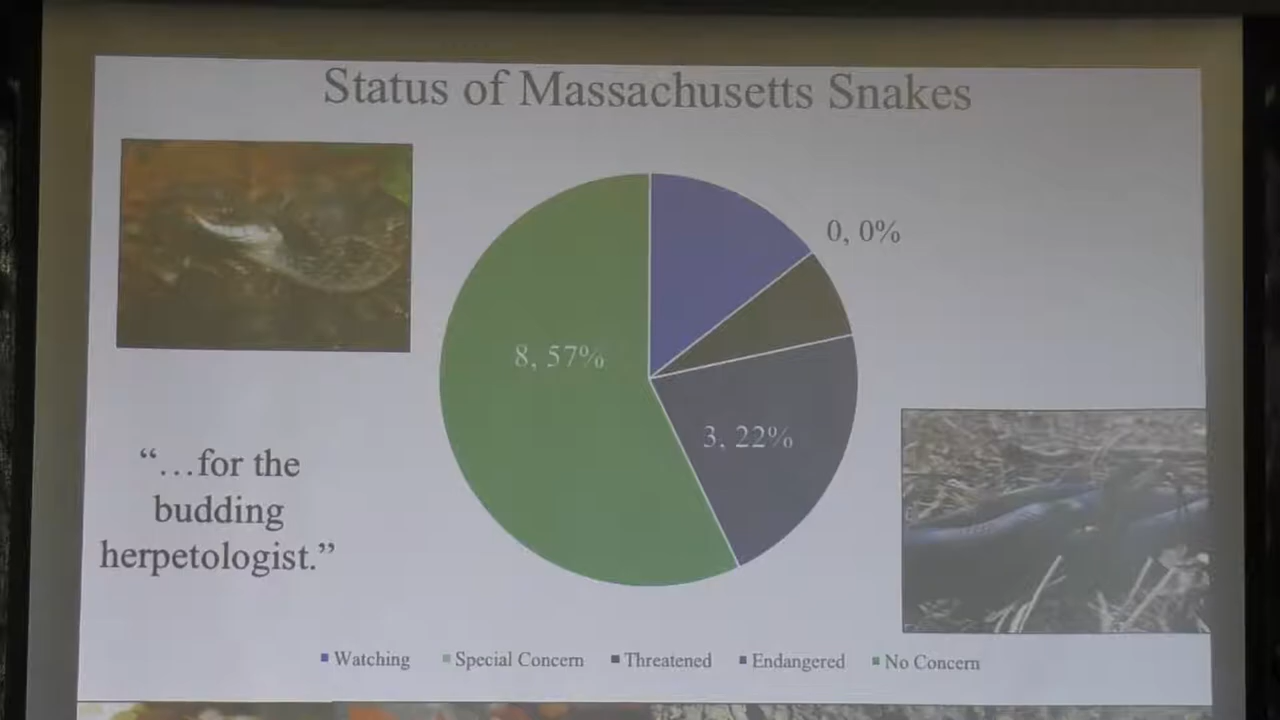 Status of Massachusetts Snakes
0, 0%
8, 57%
3, 22%
“…for the
budding
herpetologist.”
Watching Special Concern Threatened Endangered No Concern